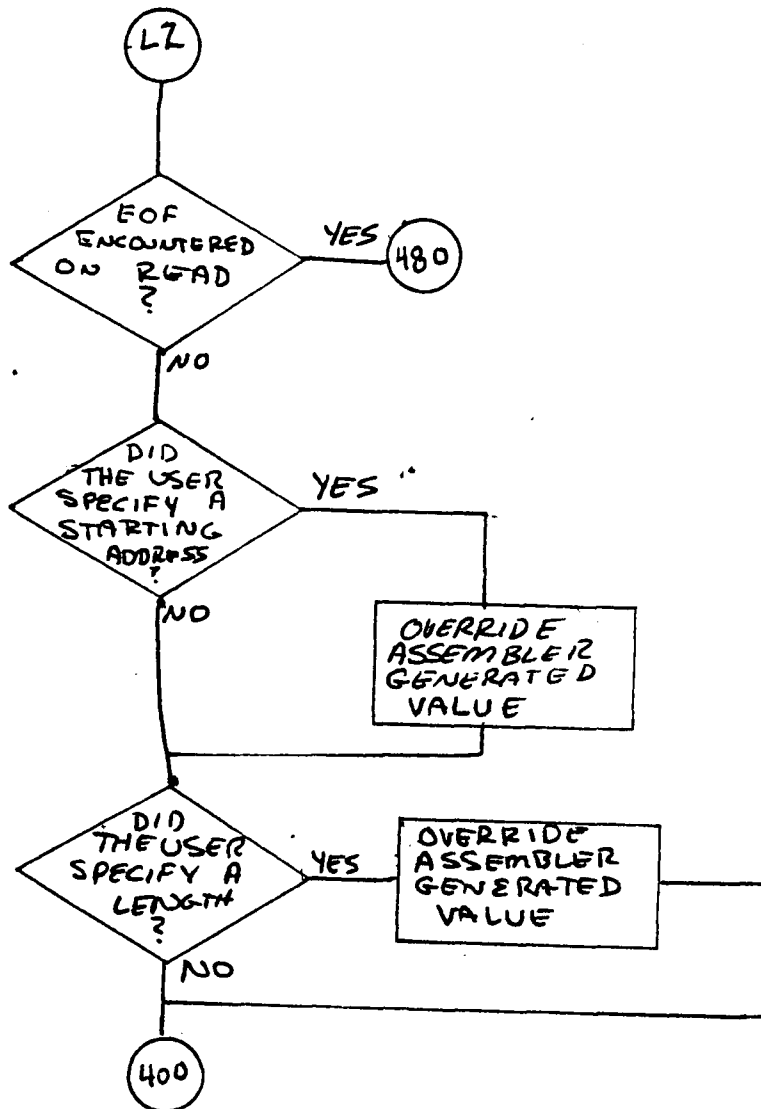 LZ
EOF
ENCOUNTERED
ON READ
?
YES
480
NO
DID
THE USER
SPECIFY A
STARTING
ADDRESS
?
YES
NO
OVERRIDE
ASSEMBLER
GENERATED
VALUE
DID
THE USER
SPECIFY A
LENGTH
?
YES
OVERRIDE
ASSEMBLER
GENERATED
VALUE
NO
400